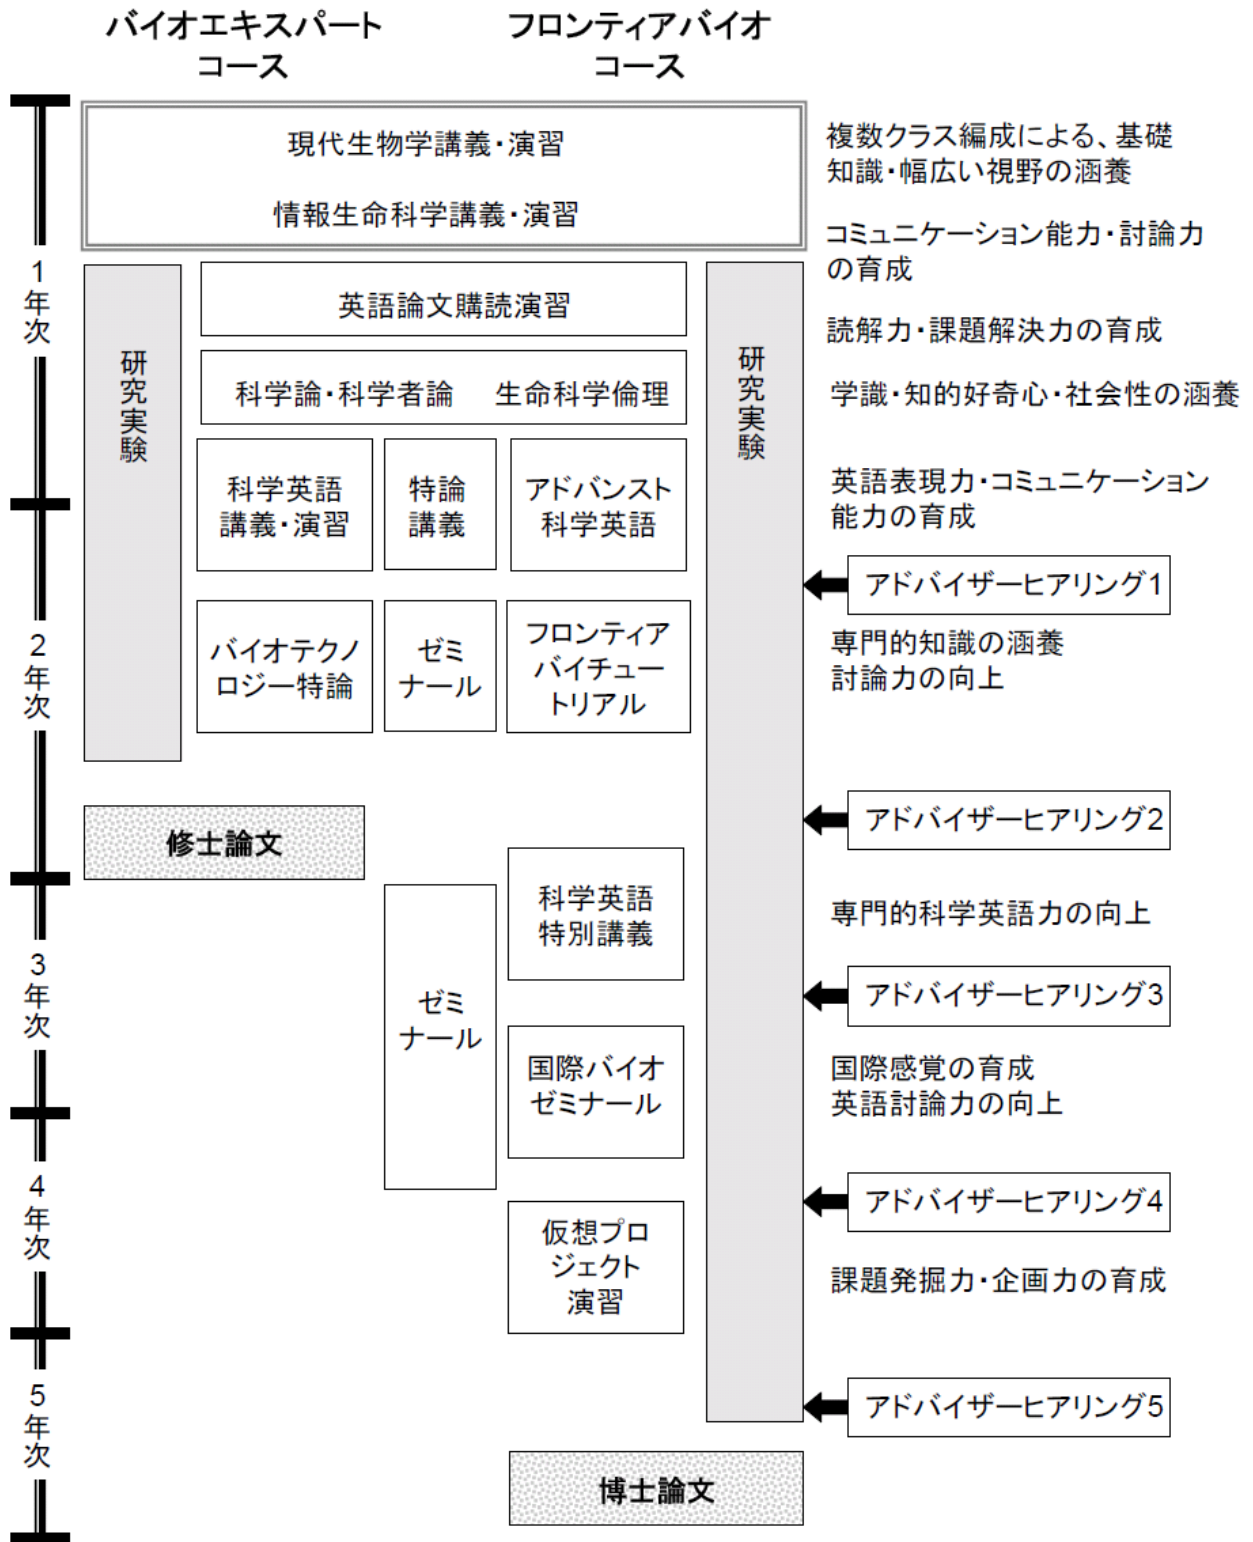 バイオエキスパート
コース
フロンティアバイオ
コース
現代生物学講義・演習
情報生命科学講義・演習
複数クラス編成による、基礎
知識・幅広い視野の涵養
コミュニケーション能力・討論力
の育成
1年次
研究実験
英語論文購読演習
研究実験
読解力・課題解決力の育成
科学論・科学者論 生命科学倫理
学識・知的好奇心・社会性の涵養
科学英語
講義・演習
特論
講義
アドバンスト
科学英語
英語表現力・コミュニケーション
能力の育成
アドバイザーヒアリング1
2年次
バイオテクノ
ロジー特論
ゼミ
ナール
フロンティア
バイチュー
トリアル
専門的知識の涵養
討論力の向上
修士論文
アドバイザーヒアリング2
3年次
ゼミ
ナール
科学英語
特別講義
専門的科学英語力の向上
アドバイザーヒアリング3
国際バイオ
ゼミナール
国際感覚の育成
英語討論力の向上
4年次
アドバイザーヒアリング4
仮想プロ
ジェクト
演習
課題発掘力・企画力の育成
5年次
アドバイザーヒアリング5
博士論文